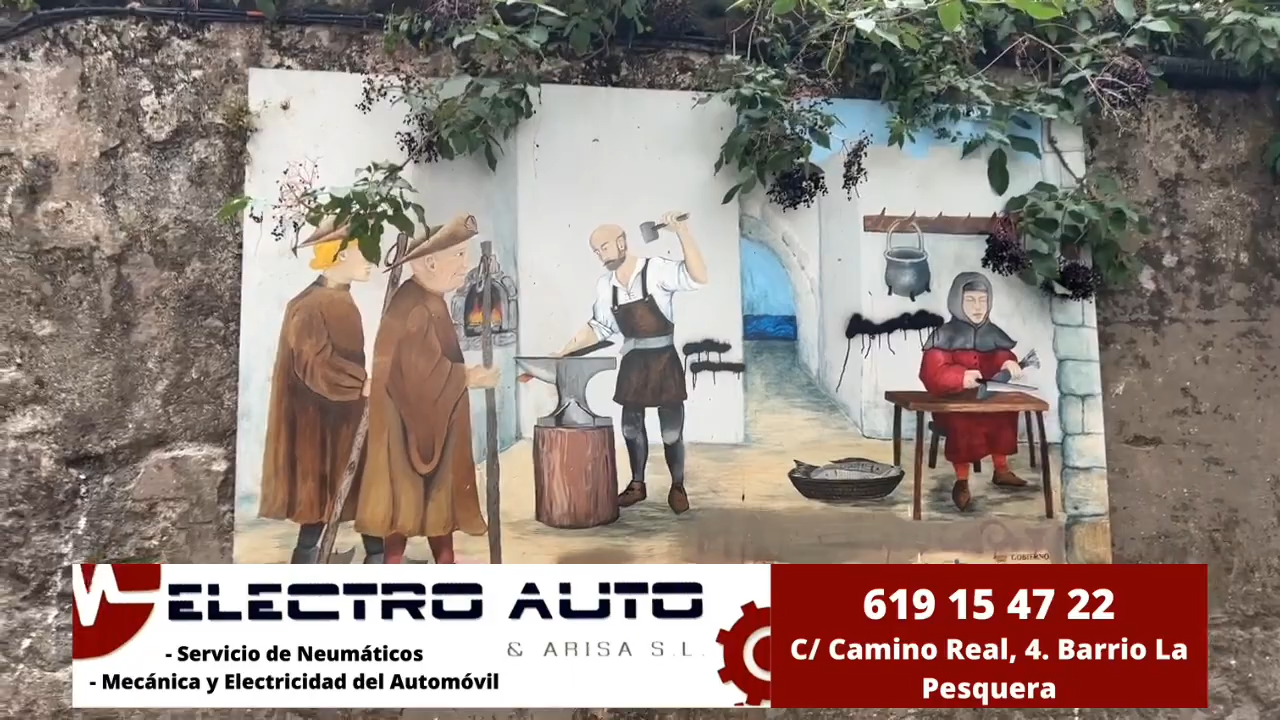 GOBIERNO
ELECTRO AUTO
& ARISA S.L.
- Servicio de Neumáticos
- Mecánica y Electricidad del Automóvil
619 15 47 22
C/ Camino Real, 4. Barrio La
Pesquera